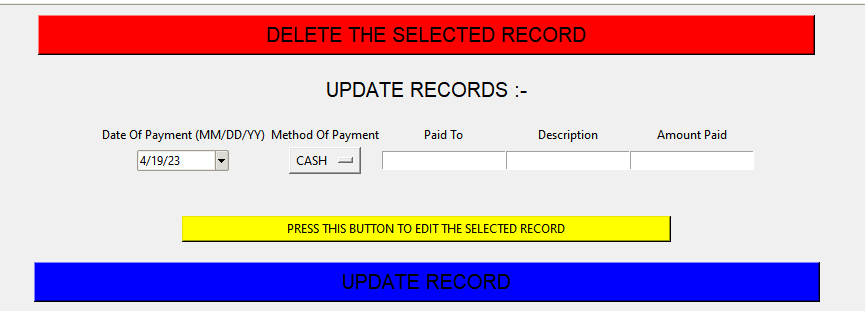 DELETE THE SELECTED RECORD
UPDATE RECORDS :-
Date Of Payment (MM/DD/YY) Method Of Payment Paid To Description Amount Paid
4/19/23 CASH
PRESS THIS BUTTON TO EDIT THE SELECTED RECORD
UPDATE RECORD